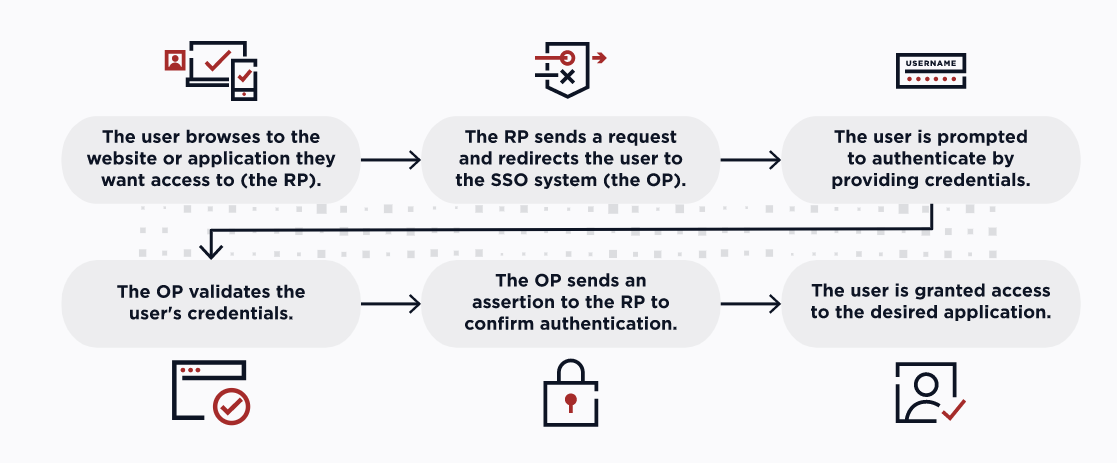 USERNAME
The user browses to the
website or application they
want access to (the RP).
The RP sends a request
and redirects the user to
the SSO system (the OP).
The user is prompted
to authenticate by
providing credentials.
The OP validates the
user's credentials.
The OP sends an
assertion to the RP to
confirm authentication.
The user is granted access
to the desired application.